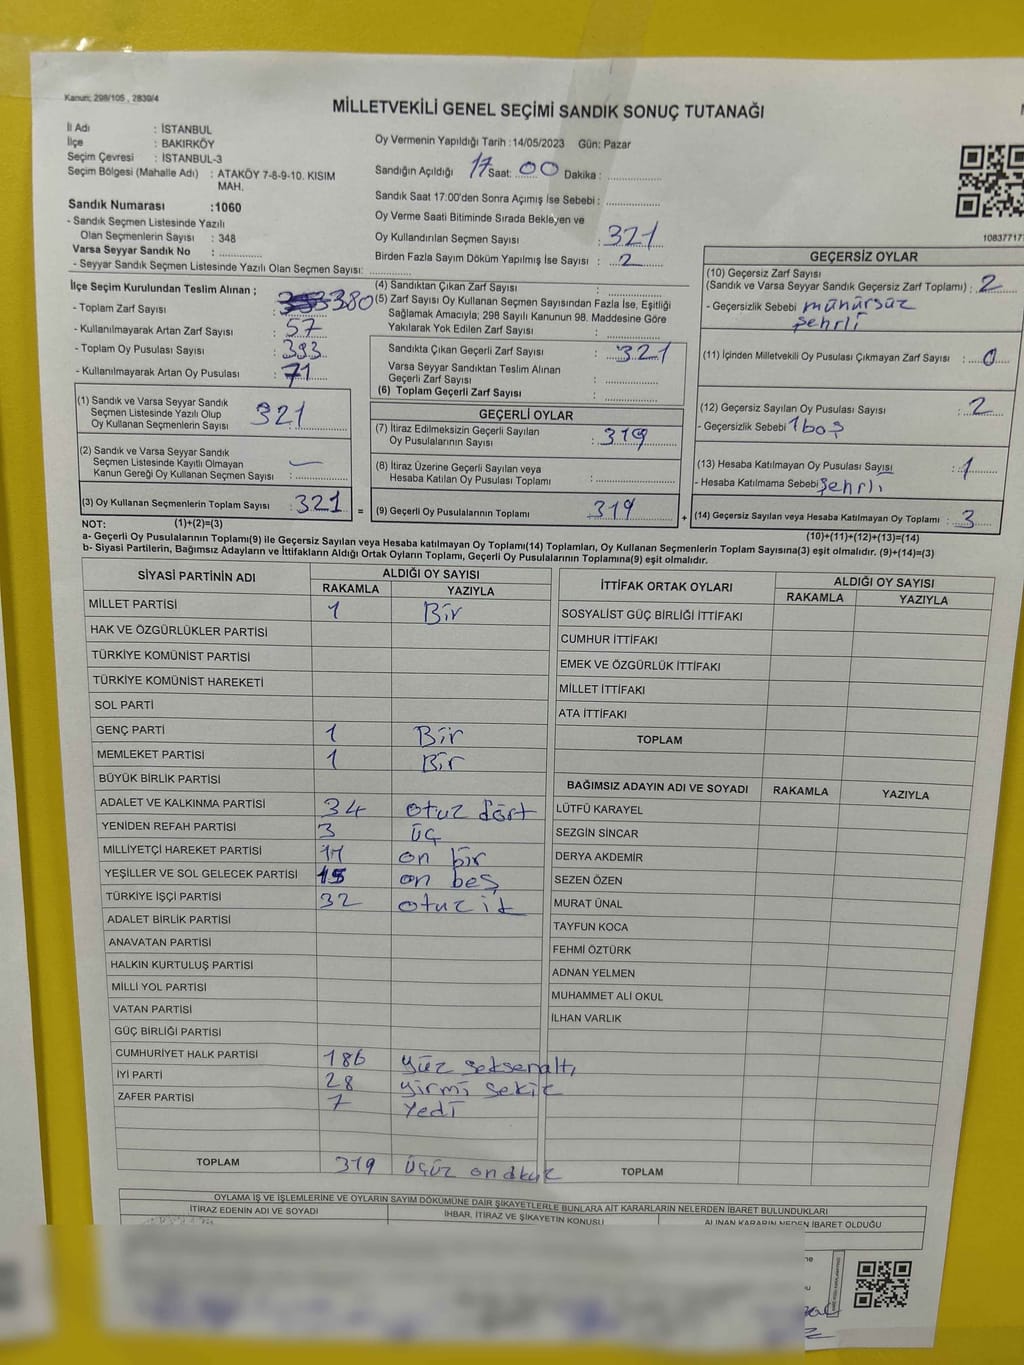 Kanun: 298/105 , 2839/4
MİLLETVEKİLİ GENEL SEÇİMİ SANDIK SONUÇ TUTANAĞI
İl Adı : İSTANBUL
İlçe : BAKIRKÖY
Seçim Çevresi : İSTANBUL-3
Seçim Bölgesi (Mahalle Adı) : ATAKÖY 7-8-9-10. KISIM
MAH.
Sandık Numarası :1060
- Sandık Seçmen Listesinde Yazılı
Olan Seçmenlerin Sayısı : 348
Varsa Seyyar Sandık No :
- Seyyar Sandık Seçmen Listesinde Yazılı Olan Seçmen Sayısı:
Oy Vermenin Yapıldığı Tarih :14/05/2023 Gün: Pazar
Sandığın Açıldığı 17 Saat: 00 Dakika :
Sandık Saat 17:00'den Sonra Açımış İse Sebebi :
Oy Verme Saati Bitiminde Sırada Bekleyen ve
Oy Kullandırılan Seçmen Sayısı : 321
Birden Fazla Sayım Döküm Yapılmış İse Sayısı : 2
10837717
İlçe Seçim Kurulundan Teslim Alınan ;
- Toplam Zarf Sayısı : 380
- Kullanılmayarak Artan Zarf Sayısı : 57
- Toplam Oy Pusulası Sayısı : 393
- Kullanılmayarak Artan Oy Pusulası : 71
(4) Sandıktan Çıkan Zarf Sayısı :
(5) Zarf Sayısı Oy Kullanan Seçmen Sayısından Fazla İse, Eşitliği
Sağlamak Amacıyla; 298 Sayılı Kanunun 98. Maddesine Göre
Yakılarak Yok Edilen Zarf Sayısı :
Sandıkta Çıkan Geçerli Zarf Sayısı : 321
Varsa Seyyar Sandıktan Teslim Alınan
Geçerli Zarf Sayısı :
(6) Toplam Geçerli Zarf Sayısı :
GEÇERSİZ OYLAR
(10) Geçersiz Zarf Sayısı
(Sandık ve Varsa Seyyar Sandık Geçersiz Zarf Toplamı) : 2
- Geçersizlik Sebebi mühürsüz
şehrli
(11) İçinden Milletvekili Oy Pusulası Çıkmayan Zarf Sayısı : 0
(12) Geçersiz Sayılan Oy Pusulası Sayısı : 2
- Geçersizlik Sebebi 1 boş
(13) Hesaba Katılmayan Oy Pusulası Sayısı : 1
- Hesaba Katılmama Sebebi şehrli
(14) Geçersiz Sayılan veya Hesaba Katılmayan Oy Toplamı : 3
(10)+(11)+(12)+(13)=(14)
(1) Sandık ve Varsa Seyyar Sandık
Seçmen Listesinde Yazılı Olup
Oy Kullanan Seçmenlerin Sayısı : 321
(2) Sandık ve Varsa Seyyar Sandık
Seçmen Listesinde Kayıtlı Olmayan
Kanun Gereği Oy Kullanan Seçmen Sayısı : —
(3) Oy Kullanan Seçmenlerin Toplam Sayısı : 321 =
GEÇERLİ OYLAR
(7) İtiraz Edilmeksizin Geçerli Sayılan
Oy Pusulalarının Sayısı : 319
(8) İtiraz Üzerine Geçerli Sayılan veya
Hesaba Katılan Oy Pusulası Toplamı :
(9) Geçerli Oy Pusulalarının Toplamı : 319 +
NOT: (1)+(2)=(3)
a- Geçerli Oy Pusulalarının Toplamı(9) ile Geçersiz Sayılan veya Hesaba katılmayan Oy Toplamı(14) Toplamları, Oy Kullanan Seçmenlerin Toplam Sayısına(3) eşit olmalıdır. (9)+(14)=(3)
b- Siyasi Partilerin, Bağımsız Adayların ve İttifakların Aldığı Ortak Oyların Toplamı, Geçerli Oy Pusulalarının Toplamına(9) eşit olmalıdır.
SİYASİ PARTİNİN ADI ALDIĞI OY SAYISI
RAKAMLA YAZIYLA
MİLLET PARTİSİ 1 Bir
HAK VE ÖZGÜRLÜKLER PARTİSİ
TÜRKİYE KOMÜNİST PARTİSİ
TÜRKİYE KOMÜNİST HAREKETİ
SOL PARTİ
GENÇ PARTİ 1 Bir
MEMLEKET PARTİSİ 1 Bir
BÜYÜK BİRLİK PARTİSİ
ADALET VE KALKINMA PARTİSİ 34 otuz dört
YENİDEN REFAH PARTİSİ 3 üç
MİLLİYETÇİ HAREKET PARTİSİ 11 on bir
YEŞİLLER VE SOL GELECEK PARTİSİ 15 on beş
TÜRKİYE İŞÇİ PARTİSİ 32 otuz ik
ADALET BİRLİK PARTİSİ
ANAVATAN PARTİSİ
HALKIN KURTULUŞ PARTİSİ
MİLLİ YOL PARTİSİ
VATAN PARTİSİ
GÜÇ BİRLİĞİ PARTİSİ
CUMHURİYET HALK PARTİSİ 186 yüz seksenaltı
İYİ PARTİ 28 yirmi sekiz
ZAFER PARTİSİ 7 yedi
TOPLAM 319 üçüz ondkuz
İTTİFAK ORTAK OYLARI ALDIĞI OY SAYISI
RAKAMLA YAZIYLA
SOSYALİST GÜÇ BİRLİĞİ İTTİFAKI
CUMHUR İTTİFAKI
EMEK VE ÖZGÜRLÜK İTTİFAKI
MİLLET İTTİFAKI
ATA İTTİFAKI
TOPLAM
BAĞIMSIZ ADAYIN ADI VE SOYADI RAKAMLA YAZIYLA
LÜTFÜ KARAYEL
SEZGİN SİNCAR
DERYA AKDEMİR
SEZEN ÖZEN
MURAT ÜNAL
TAYFUN KOCA
FEHMİ ÖZTÜRK
ADNAN YELMEN
MUHAMMET ALİ OKUL
İLHAN VARLIK
TOPLAM
OYLAMA İŞ VE İŞLEMLERİNE VE OYLARIN SAYIM DÖKÜMÜNE DAİR ŞİKAYETLERLE BUNLARA AİT KARARLARIN NELERDEN İBARET BULUNDUKLARI
İTİRAZ EDENİN ADI VE SOYADI İHBAR, İTİRAZ VE ŞİKAYETİN KONUSU ALINAN KARARIN NEDEN İBARET OLDUĞU